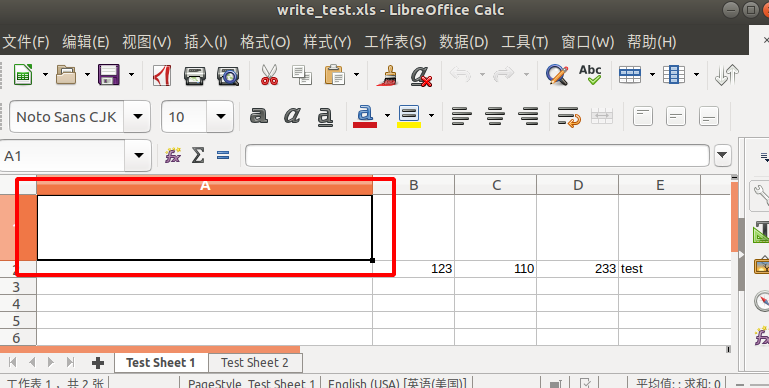 write_test.xls - LibreOffice Calc
文件(F) 编辑(E) 视图(V) 插入(I) 格式(O) 样式(Y) 工作表(S) 数据(D) 工具(T) 窗口(W) 帮助(H)
Abc
Noto Sans CJK 10 a a a a
A1 fx Σ =
A B C D E
2 123 110 233 test
3
4
5
6
Test Sheet 1 Test Sheet 2
工作表 1 ，共 2 张 PageStyle_Test Sheet 1 English (USA) [英语(美国)] 平均值: ; 求和: 0